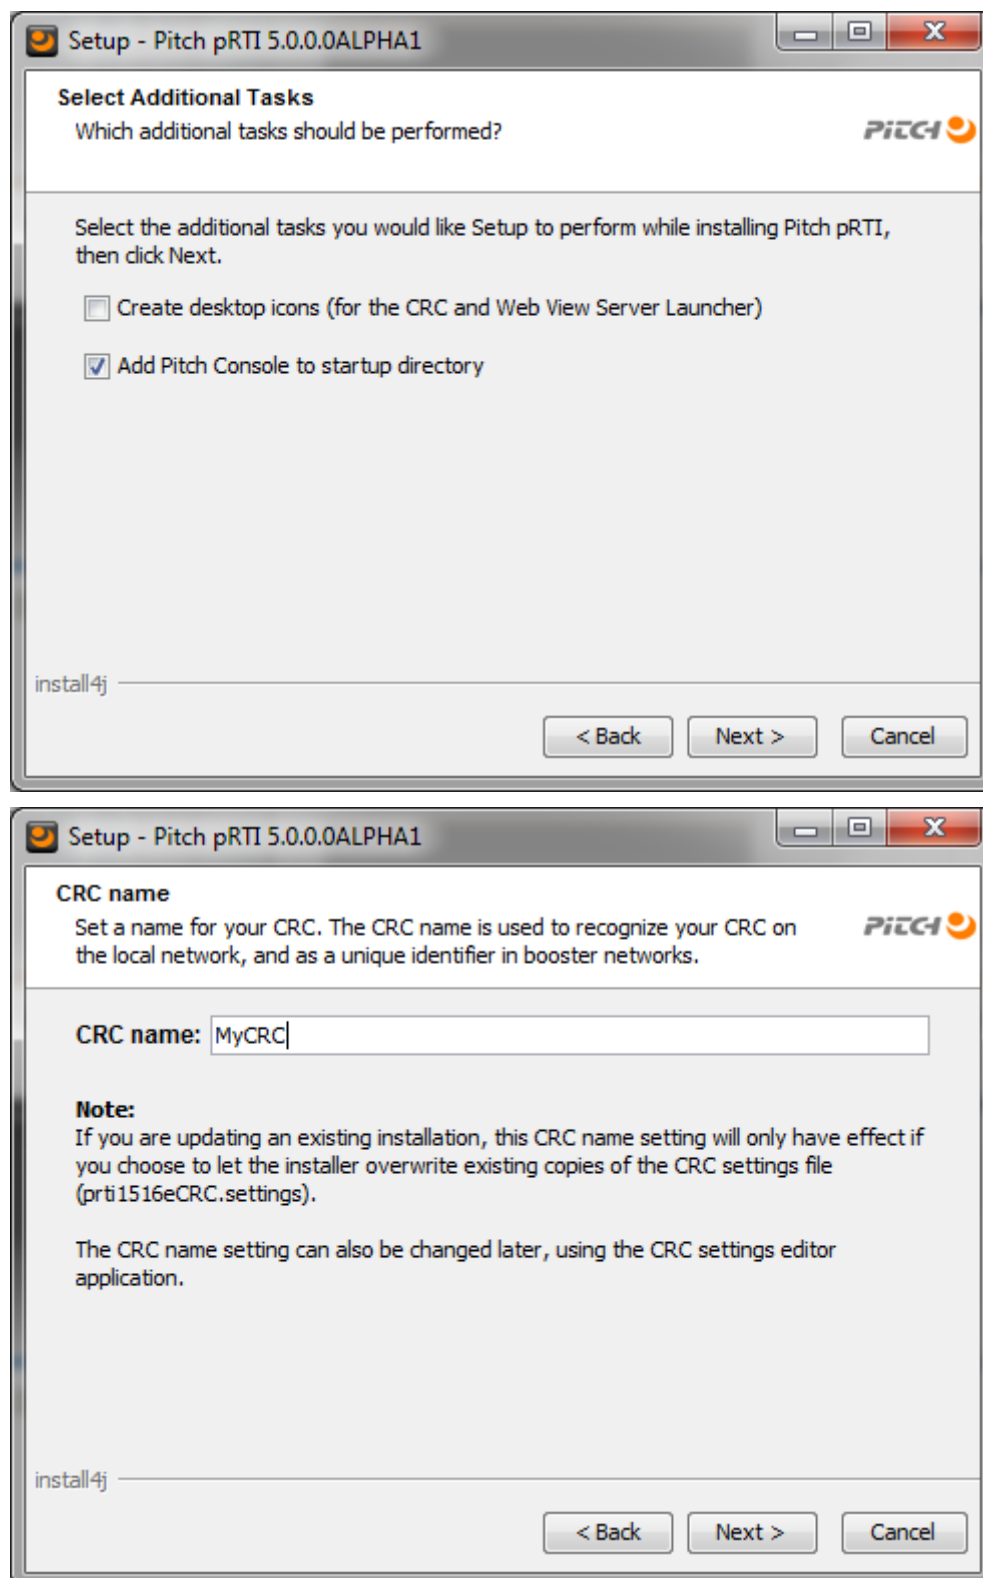 Setup - Pitch pRTI 5.0.0.0ALPHA1
Select Additional Tasks
Which additional tasks should be performed?
PITCH
Select the additional tasks you would like Setup to perform while installing Pitch pRTI,
then click Next.
Create desktop icons (for the CRC and Web View Server Launcher)
Add Pitch Console to startup directory
install4j
< Back
Next >
Cancel
Setup - Pitch pRTI 5.0.0.0ALPHA1
CRC name
Set a name for your CRC. The CRC name is used to recognize your CRC on
the local network, and as a unique identifier in booster networks.
PITCH
CRC name: MyCRC
Note:
If you are updating an existing installation, this CRC name setting will only have effect if
you choose to let the installer overwrite existing copies of the CRC settings file
(prti1516eCRC.settings).
The CRC name setting can also be changed later, using the CRC settings editor
application.
install4j
< Back
Next >
Cancel